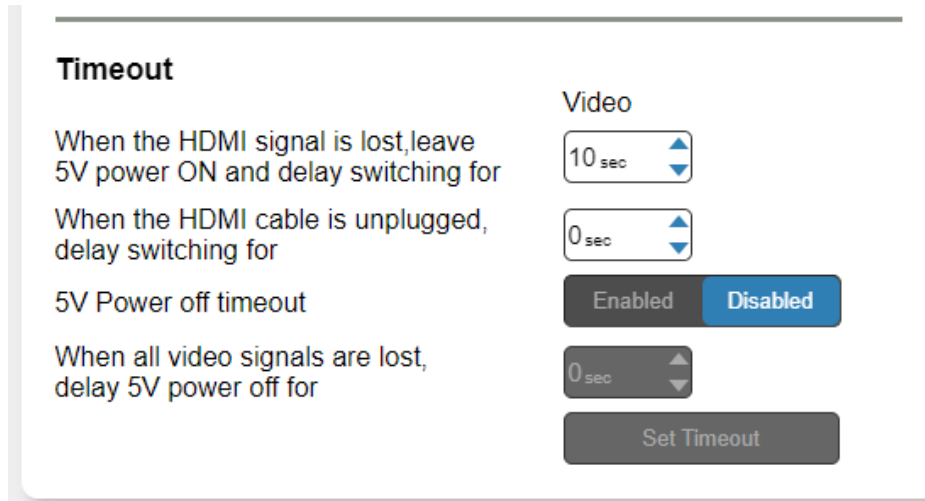 Timeout
Video
When the HDMI signal is lost,leave
5V power ON and delay switching for
10 sec
When the HDMI cable is unplugged,
delay switching for
0 sec
5V Power off timeout
Enabled Disabled
When all video signals are lost,
delay 5V power off for
0 sec
Set Timeout